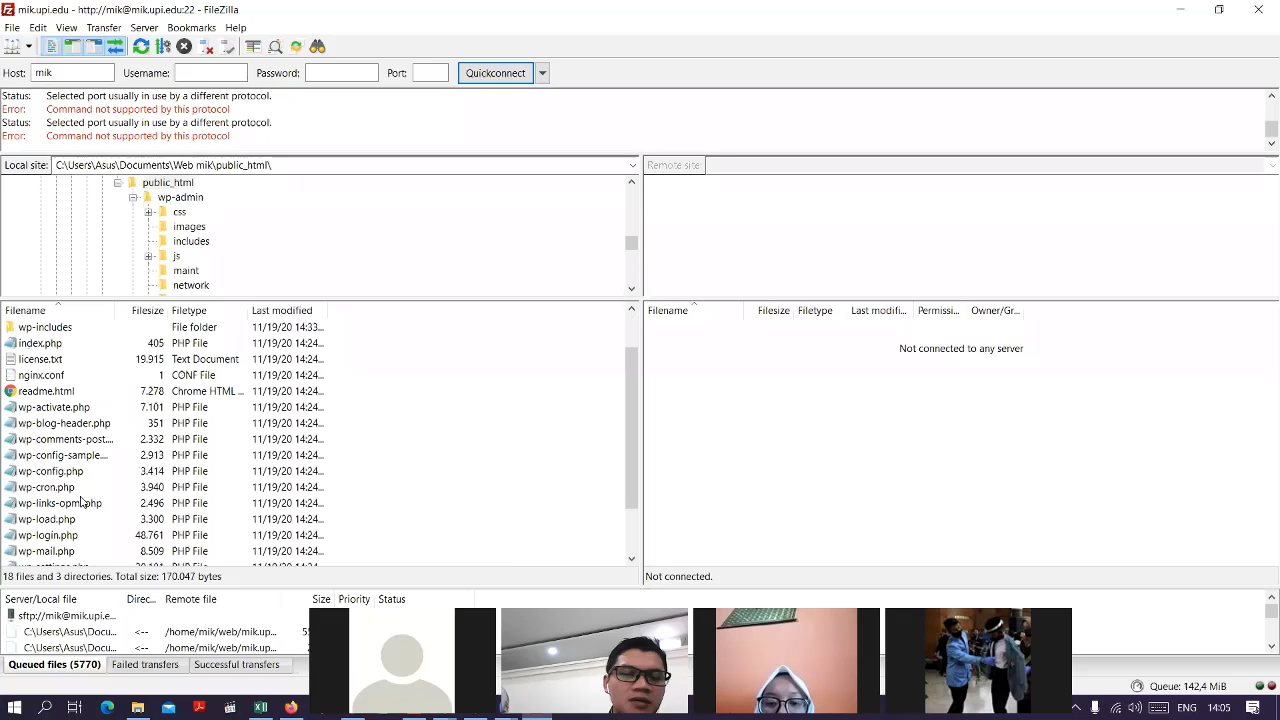 mik.upi.edu - http://mik@mik.upi.edu:22 - FileZilla
File Edit View Transfer Server Bookmarks Help
Host: mik Username: Password: Port: Quickconnect
Status: Selected port usually in use by a different protocol.
Error: Command not supported by this protocol
Status: Selected port usually in use by a different protocol.
Error: Command not supported by this protocol
Local site: C:\Users\Asus\Documents\Web mik\public_html\ Remote site:
public_html
wp-admin
css
images
includes
js
maint
network
Filename Filesize Filetype Last modified Filename Filesize Filetype Last modifi... Permissi... Owner/Gr...
wp-includes File folder 11/19/20 14:33...
index.php 405 PHP File 11/19/20 14:24...
Not connected to any server
license.txt 19.915 Text Document 11/19/20 14:24...
nginx.conf 1 CONF File 11/19/20 14:24...
readme.html 7.278 Chrome HTML ... 11/19/20 14:24...
wp-activate.php 7.101 PHP File 11/19/20 14:24...
wp-blog-header.php 351 PHP File 11/19/20 14:24...
wp-comments-post.... 2.332 PHP File 11/19/20 14:24...
wp-config-sample.... 2.913 PHP File 11/19/20 14:24...
wp-config.php 3.414 PHP File 11/19/20 14:24...
wp-cron.php 3.940 PHP File 11/19/20 14:24...
wp-links-opml.php 2.496 PHP File 11/19/20 14:24...
wp-load.php 3.300 PHP File 11/19/20 14:24...
wp-login.php 48.761 PHP File 11/19/20 14:24...
wp-mail.php 8.509 PHP File 11/19/20 14:24...
18 files and 3 directories. Total size: 170.047 bytes Not connected.
Server/Local file Direc... Remote file Size Priority Status
sftp://mik@mik.upi.e...
C:\Users\Asus\Docu... <-- /home/mik/web/mik.up...
C:\Users\Asus\Docu... <-- /home/mik/web/mik.up...
Queued files (5770) Failed transfers Successful transfers Queue: 142,4 MiB
ENG 14:05